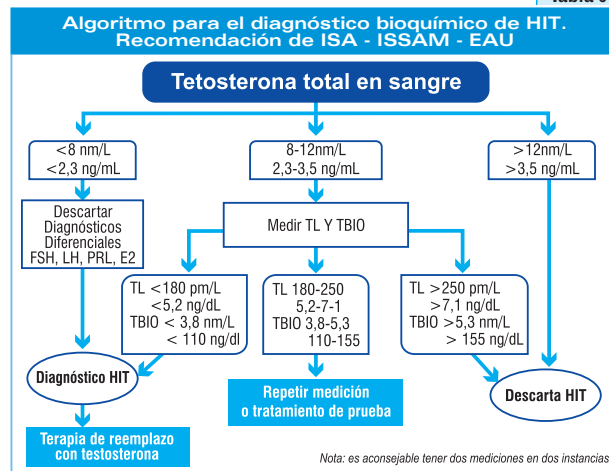 Algoritmo para el diagnóstico bioquímico de HIT.
Recomendación de ISA - ISSAM - EAU
Tetosterona total en sangre
<8 nm/L
<2,3 ng/mL
8-12nm/L
2,3-3,5 ng/mL
>12nm/L
>3,5 ng/mL
Descartar
Diagnósticos
Diferenciales
FSH, LH, PRL, E2
Medir TL Y TBIO
TL <180 pm/L
<5,2 ng/dL
TBIO < 3,8 nm/L
< 110 ng/dl
TL 180-250
5,2-7-1
TBIO 3,8-5,3
110-155
TL >250 pm/L
>7,1 ng/dL
TBIO >5,3 nm/L
> 155 ng/dL
Diagnóstico HIT
Repetir medición
o tratamiento de prueba
Descarta HIT
Terapia de reemplazo
con testosterona
Nota: es aconsejable tener dos mediciones en dos instancias